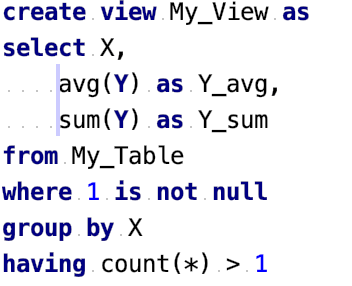 create view My_View as
select X,
    avg(Y) as Y_avg,
    sum(Y) as Y_sum
from My_Table
where 1 is not null
group by X
having count(*) > 1